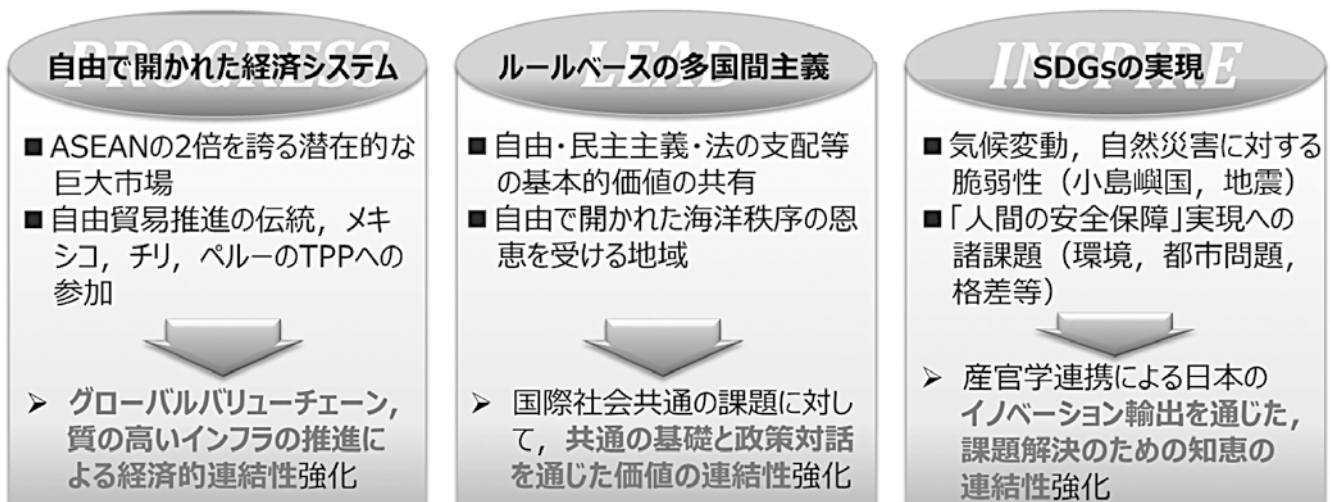 PROGRESS
自由で開かれた経済システム
■ASEANの2倍を誇る潜在的な
巨大市場
■自由貿易推進の伝統，メキ
シコ，チリ，ペルーのTPPへの
参加
➢ グローバルバリューチェーン，
質の高いインフラの推進に
よる経済的連結性強化
LEAD
ルールベースの多国間主義
■自由・民主主義・法の支配等
の基本的価値の共有
■自由で開かれた海洋秩序の恩
恵を受ける地域
➢ 国際社会共通の課題に対し
て，共通の基礎と政策対話
を通じた価値の連結性強化
INSPIRE
SDGsの実現
■気候変動，自然災害に対する
脆弱性（小島嶼国，地震）
■「人間の安全保障」実現への
諸課題（環境，都市問題，
格差等）
➢ 産官学連携による日本の
イノベーション輸出を通じた，
課題解決のための知恵の
連結性強化